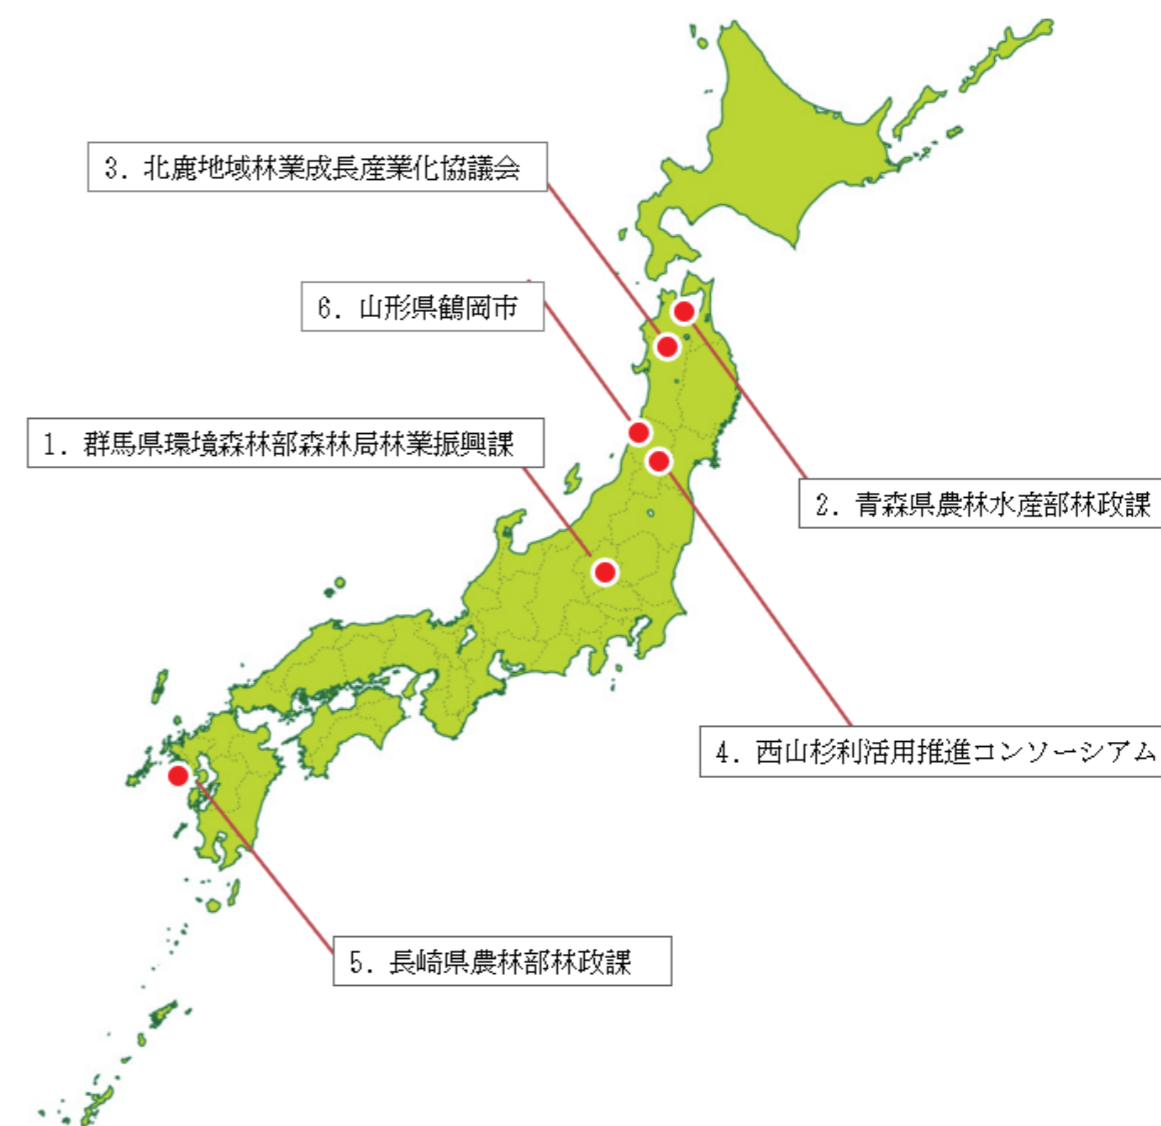 3. 北鹿地域林業成長産業化協議会
6. 山形県鶴岡市
1. 群馬県環境森林部森林局林業振興課
2. 青森県農林水産部林政課
4. 西山杉利活用推進コンソーシアム
5. 長崎県農林部林政課